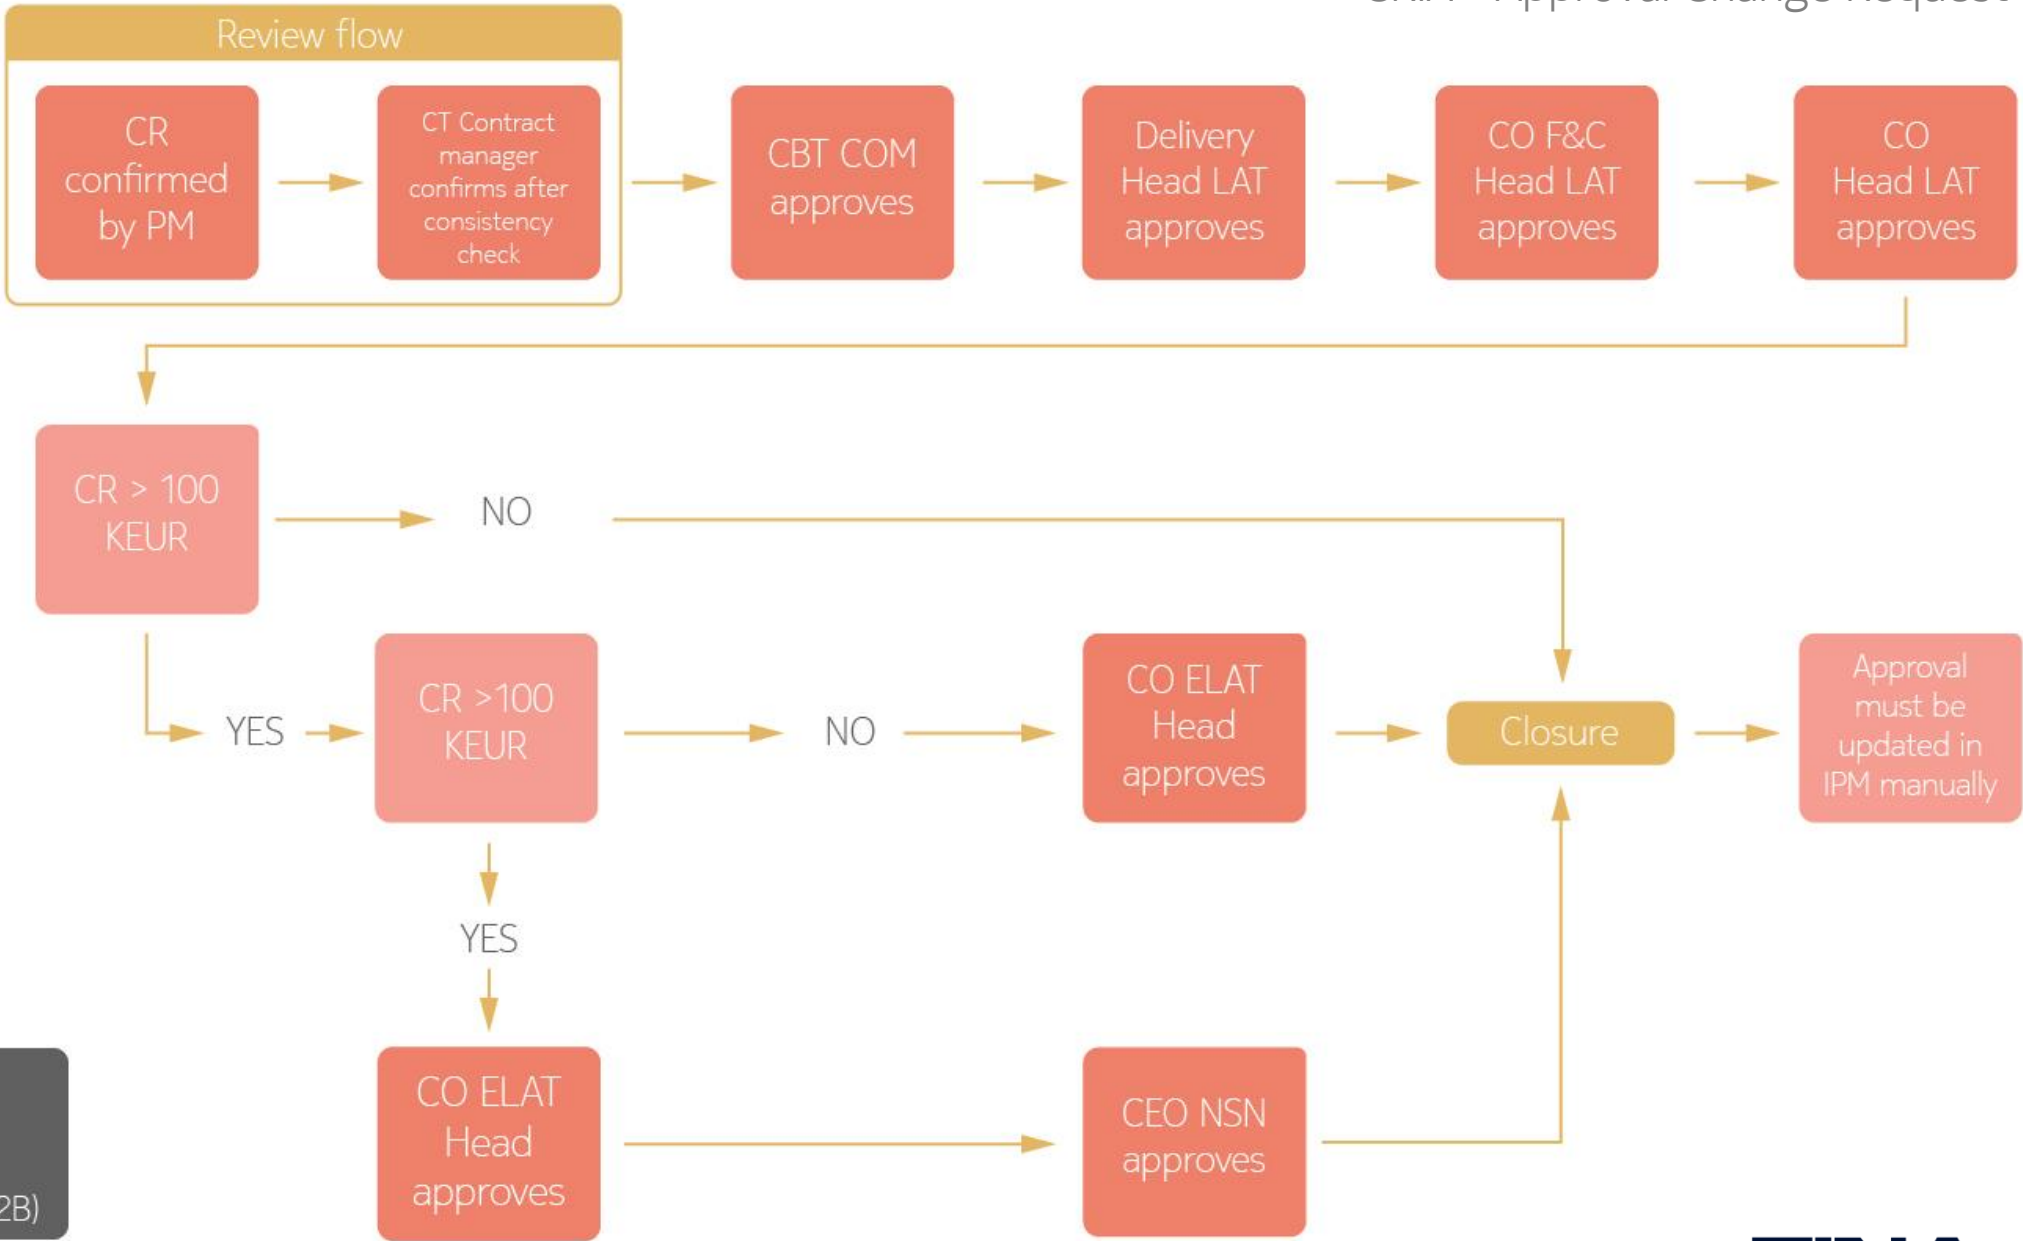 Approval Change Request
Review flow
CR
confirmed
by PM
CT Contract
manager
confirms after
consistency
check
CBT COM
approves
Delivery
Head LAT
approves
CO F&C
Head LAT
approves
CO
Head LAT
approves
CR > 100
KEUR
NO
YES
CR >100
KEUR
NO
CO ELAT
Head
approves
Closure
Approval
must be
updated in
IPM manually
YES
CO ELAT
Head
approves
CEO NSN
approves
2B)